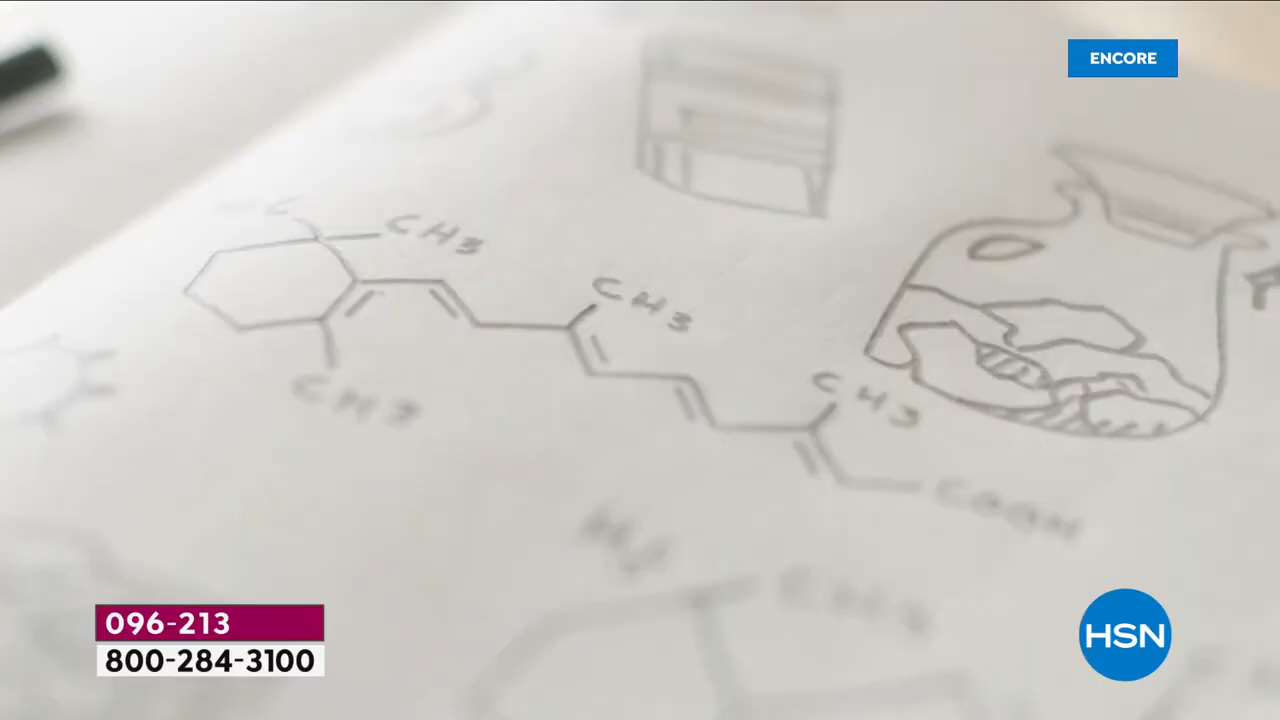 ENCORE
CH3
CH3
CH3
CH3
COOH
096-213
800-284-3100
HSN